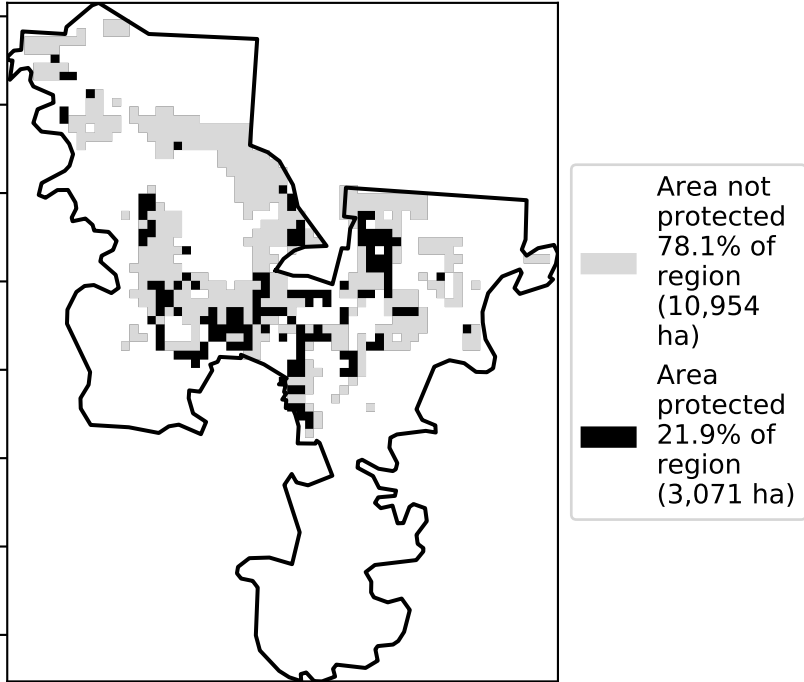 Area not
protected
78.1% of
region
(10,954
ha)
Area
protected
21.9% of
region
(3,071 ha)